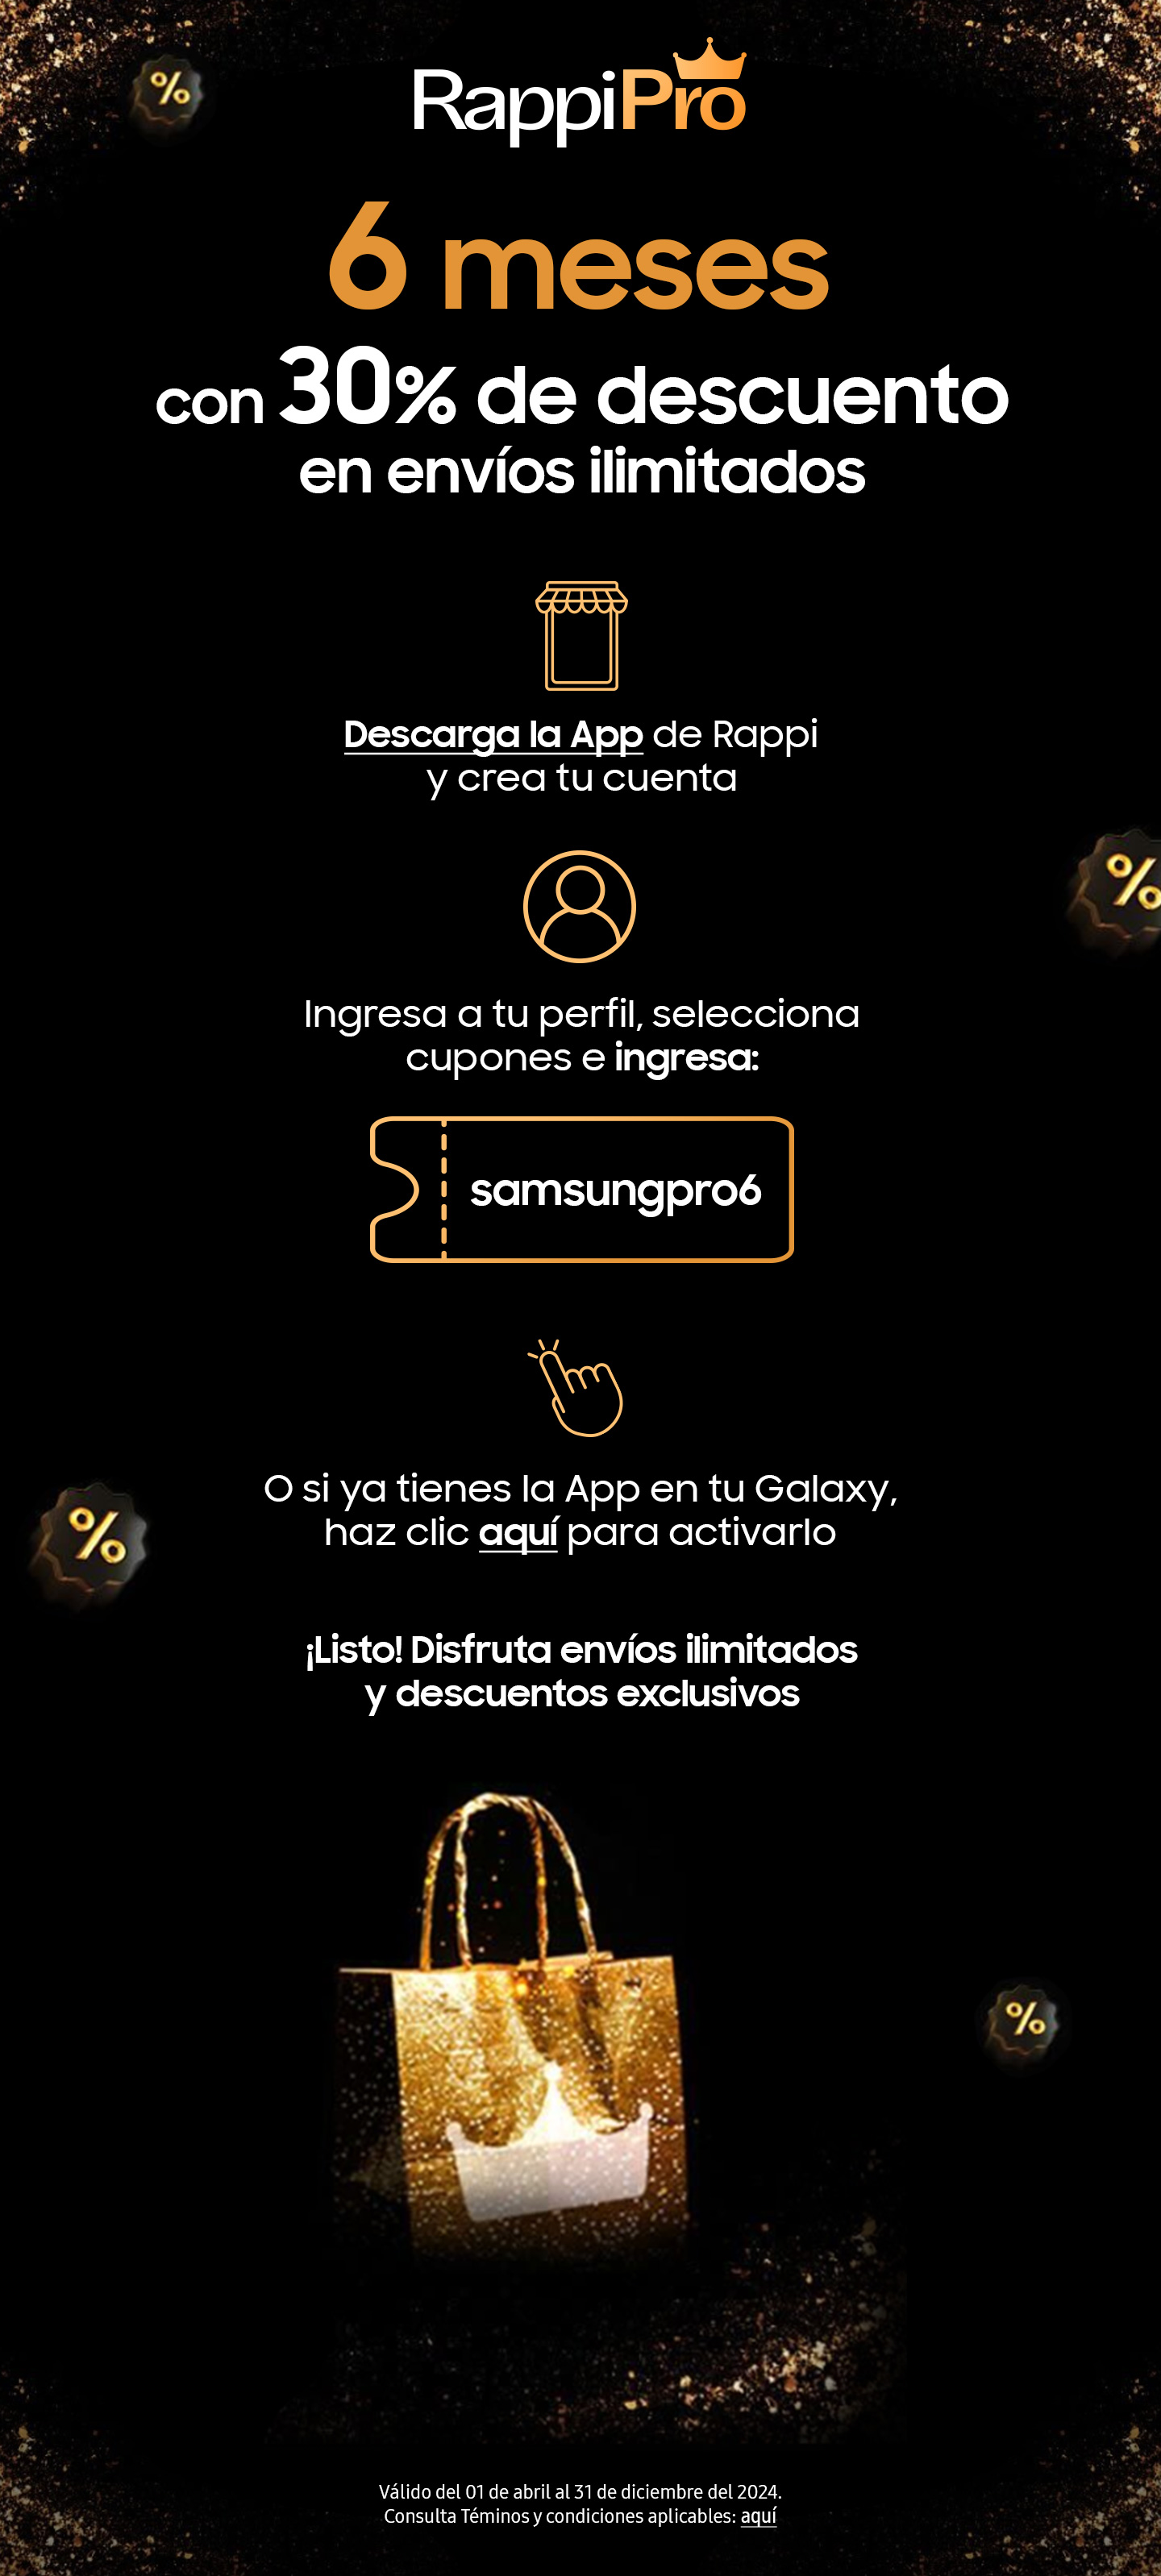 %
RappiPro
6 meses
con 30% de descuento
en envíos ilimitados
Descarga la App de Rappi
y crea tu cuenta
%
Ingresa a tu perfil, selecciona
cupones e ingresa:
samsungpro6
O si ya tienes la App en tu Galaxy,
haz clic aquí para activarlo
%
¡Listo! Disfruta envíos ilimitados
y descuentos exclusivos
%
Válido del 01 de abril al 31 de diciembre del 2024.
Consulta Téminos y condiciones aplicables: aquí